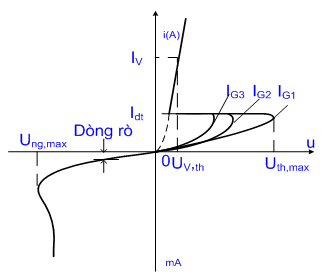 i(A)
I_V
I_G3 I_G2 I_G1
I_dt
U_ng,max Dòng rò
u
0 U_V,th U_th,max
mA